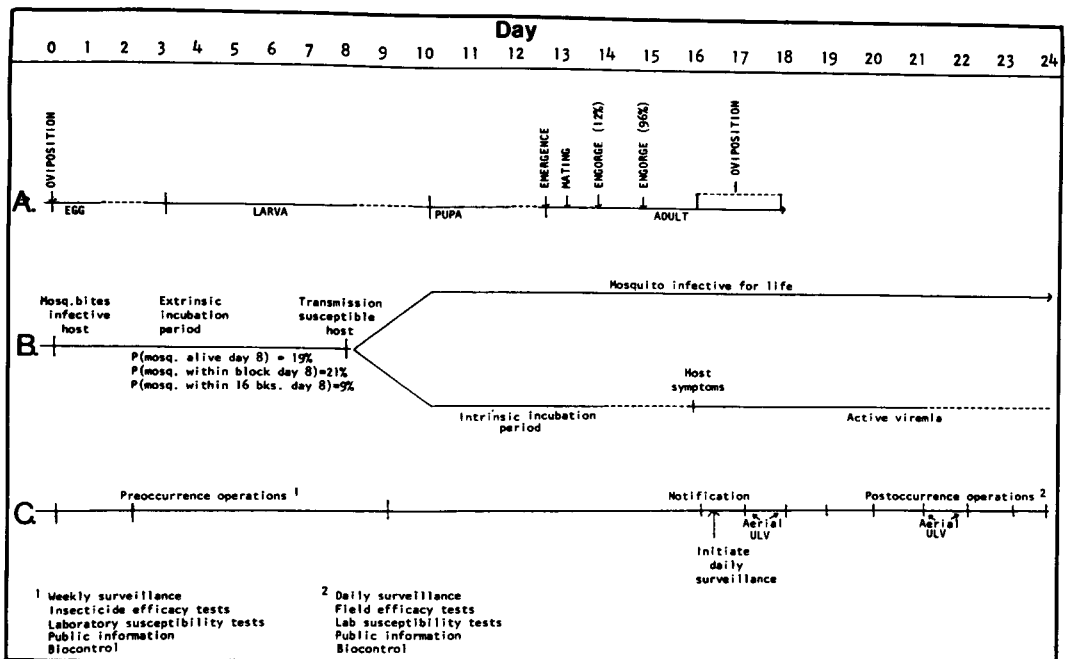 Day
0 1 2 3 4 5 6 7 8 9 10 11 12 13 14 15 16 17 18 19 20 21 22 23 24
A.
OVIPOSITION
EGG
LARVA
PUPA
EMERGENCE
MATING
ENGORGE (12%)
ENGORGE (96%)
ADULT
OVIPOSITION
B.
Mosq.bites
infective
host
Extrinsic
incubation
period
Transmission
susceptible
host
P(mosq. alive day 8) = 19%
P(mosq. within block day 8)=21%
P(mosq. within 16 bks. day 8)=9%
Mosquito infective for life
Host
symptoms
Intrinsic incubation
period
Active viremia
C.
Preoccurrence operations 1
Notification
Postoccurrence operations 2
Aerial
ULV
Aerial
ULV
Initiate
daily
surveillance
1 Weekly surveillance
Insecticide efficacy tests
Laboratory susceptibility tests
Public information
Biocontrol
2 Daily surveillance
Field efficacy tests
Lab susceptibility tests
Public information
Biocontrol